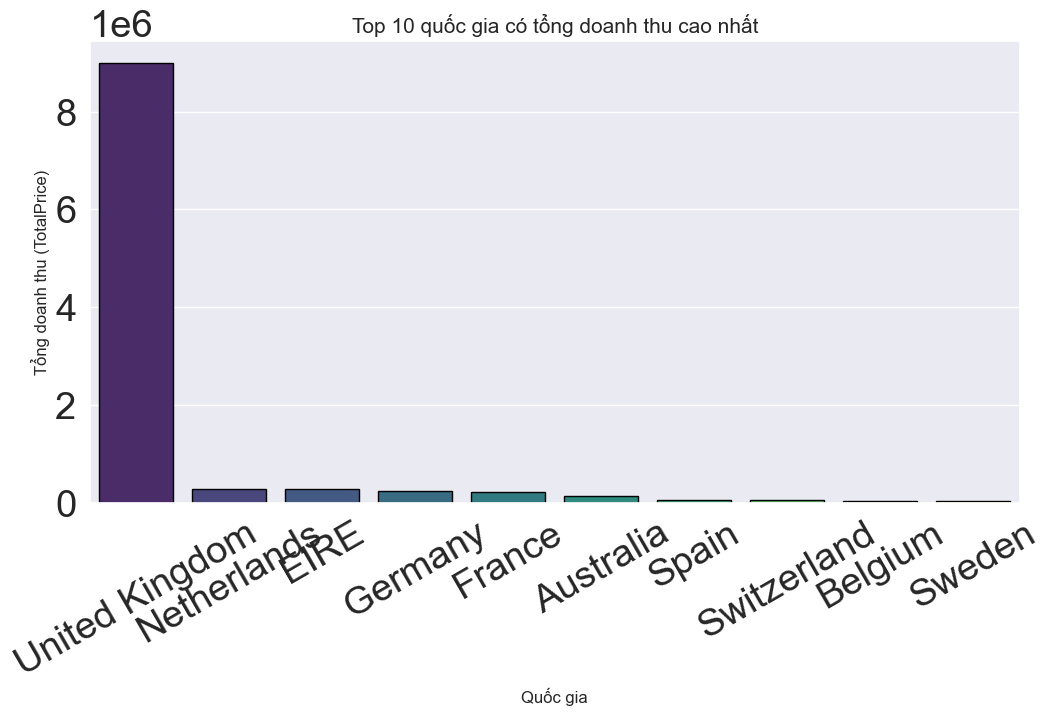 Top 10 quốc gia có tổng doanh thu cao nhất
1e6
8
6
4
2
0
Tổng doanh thu (TotalPrice)
United Kingdom
Netherlands
EIRE
Germany
France
Australia
Spain
Switzerland
Belgium
Sweden
Quốc gia